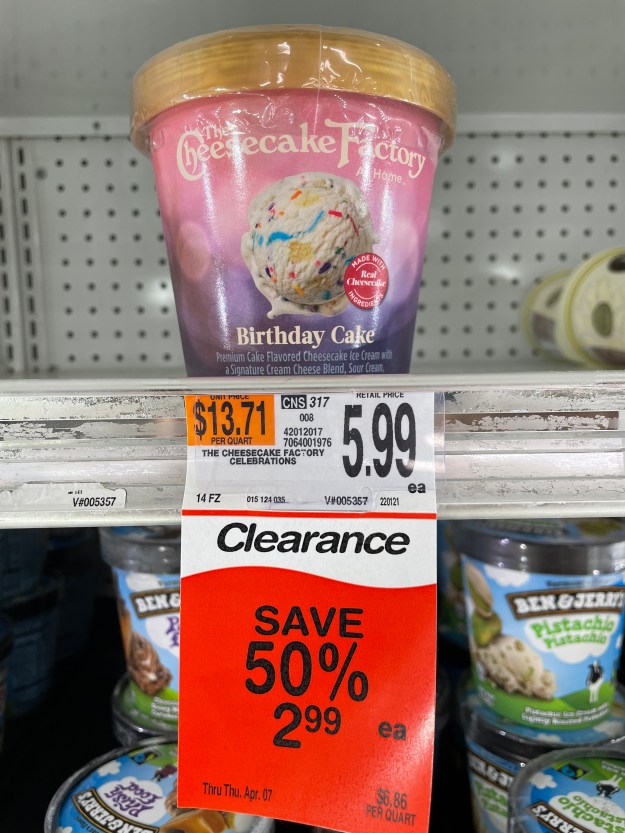 The
Cheesecake Factory
At Home
MADE WITH
Real
Cheesecake
INGREDIENTS
Birthday Cake
Premium Cake Flavored Cheesecake Ice Cream with
a Signature Cream Cheese Blend, Sour Cream,
UNIT PRICE
$13.71
PER QUART
CNS 317
008
42012017
7064001976
RETAIL PRICE
5.99
ea
THE CHEESECAKE FACTORY
CELEBRATIONS
14 FZ 015 124 035 V#005357 220121
V#005357
Clearance
SAVE
50%
2.99 ea
Thru Thu. Apr. 07
$6.86
PER QUART
BEN &
BEN & JERRY
Pistachio
Pistachio
Phish
Food
BEN & JERRY'S